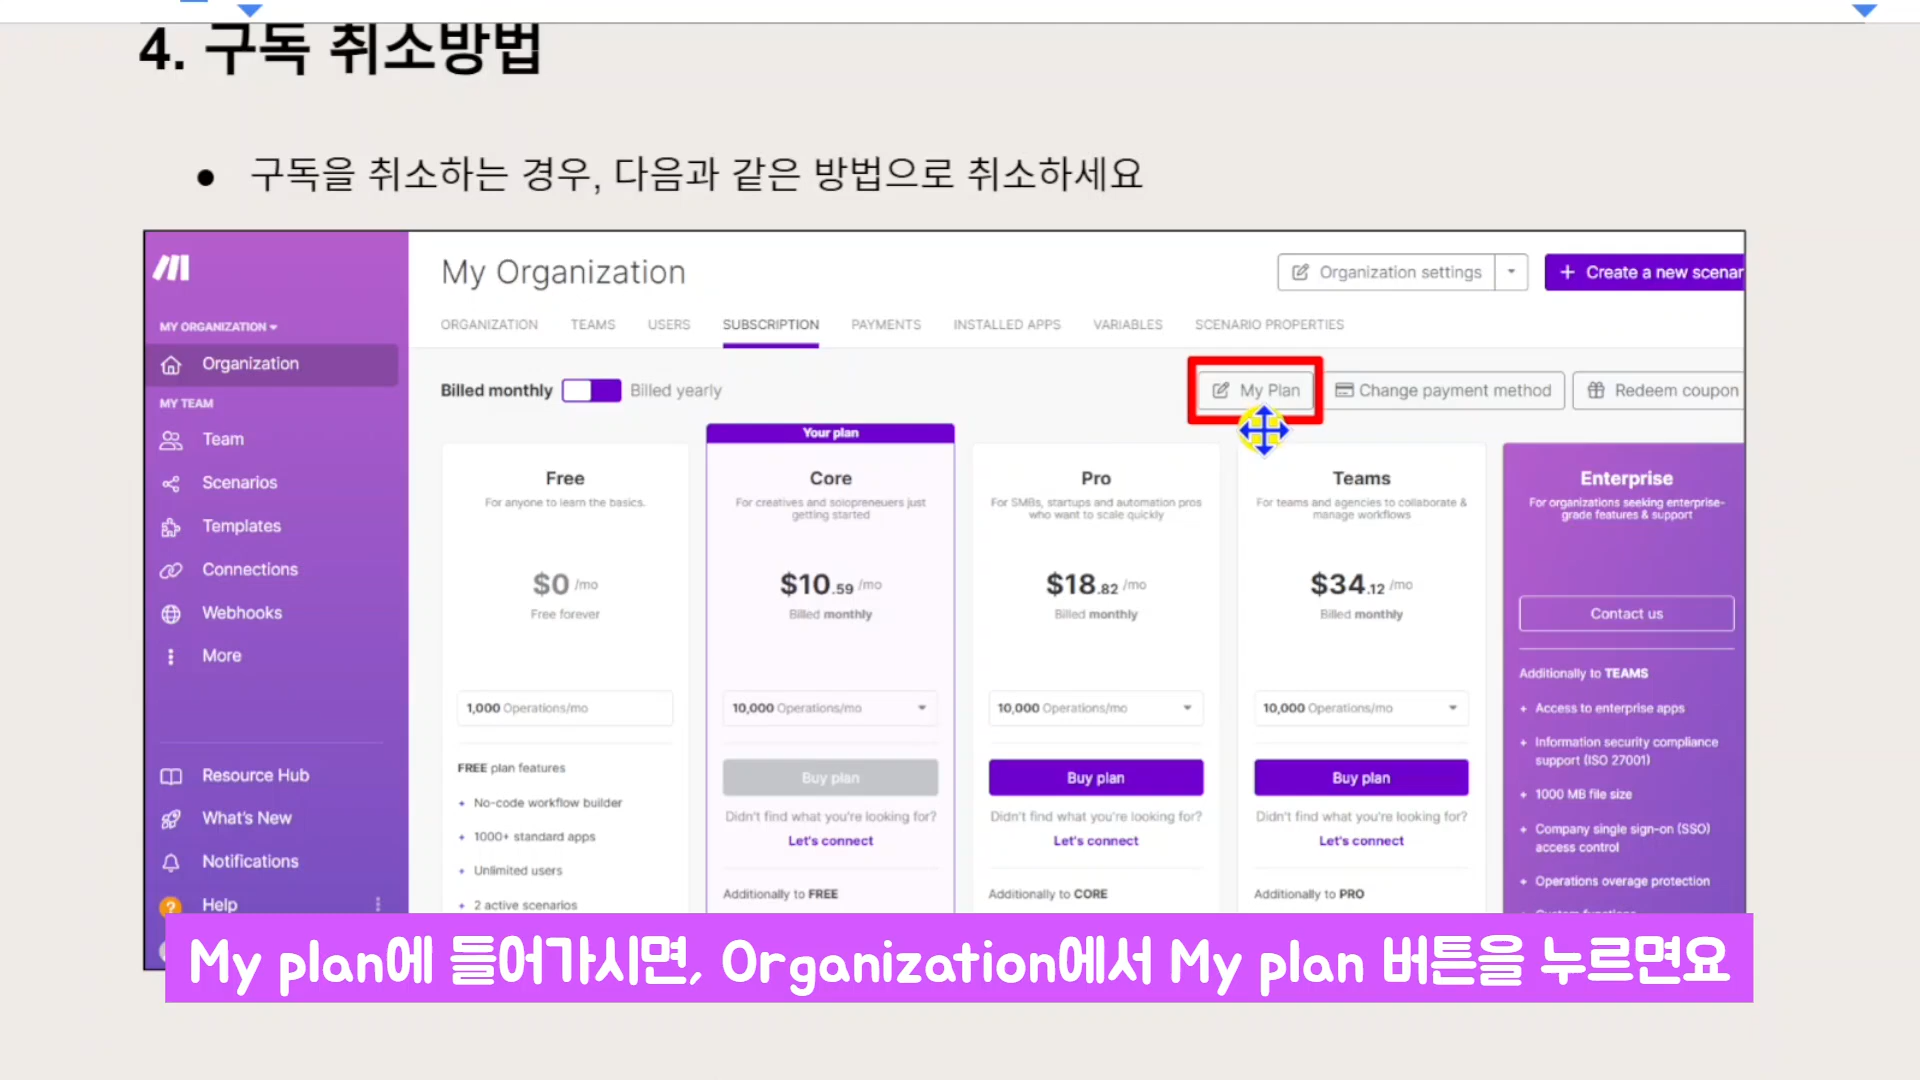 4. 구독 취소방법
● 구독을 취소하는 경우, 다음과 같은 방법으로 취소하세요
My Organization
Organization settings
+ Create a new scenar
MY ORGANIZATION
ORGANIZATION TEAMS USERS SUBSCRIPTION PAYMENTS INSTALLED APPS VARIABLES SCENARIO PROPERTIES
Organization
MY TEAM
Team
Scenarios
Templates
Connections
Webhooks
More
Resource Hub
What's New
Notifications
Help
Billed monthly Billed yearly
My Plan
Change payment method
Redeem coupon
Free
For anyone to learn the basics.
$0 /mo
Free forever
1,000 Operations/mo
FREE plan features
+ No-code workflow builder
+ 1000+ standard apps
+ Unlimited users
+ 2 active scenarios
Your plan
Core
For creatives and solopreneuers just
getting started
$10.59 /mo
Billed monthly
10,000 Operations/mo
Buy plan
Didn't find what you're looking for?
Let's connect
Additionally to FREE
Pro
For SMBs, startups and automation pros
who want to scale quickly
$18.82 /mo
Billed monthly
10,000 Operations/mo
Buy plan
Didn't find what you're looking for?
Let's connect
Additionally to CORE
Teams
For teams and agencies to collaborate &
manage workflows
$34.12 /mo
Billed monthly
10,000 Operations/mo
Buy plan
Didn't find what you're looking for?
Let's connect
Additionally to PRO
Enterprise
For organizations seeking enterprise-
grade features & support
Contact us
Additionally to TEAMS
+ Access to enterprise apps
+ Information security compliance
support (ISO 27001)
+ 1000 MB file size
+ Company single sign-on (SSO)
access control
+ Operations overage protection
My plan에 들어가시면, Organization에서 My plan 버튼을 누르면요